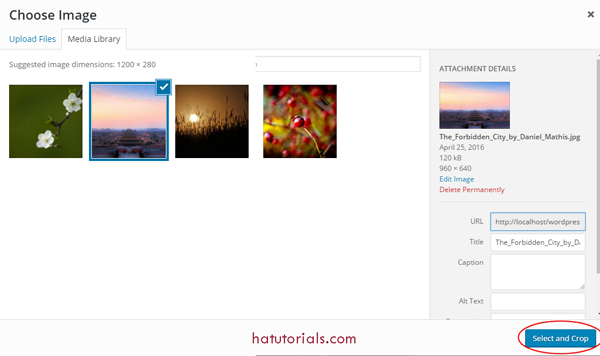 Choose Image
Upload Files
Media Library
Suggested image dimensions: 1200 × 280
ATTACHMENT DETAILS
The_Forbidden_City_by_Daniel_Mathis.jpg
April 25, 2016
120 kB
960 × 640
Edit Image
Delete Permanently
URL http://localhost/wordpres
Title The_Forbidden_City_by_D
Caption
Alt Text
hatutorials.com
Select and Crop